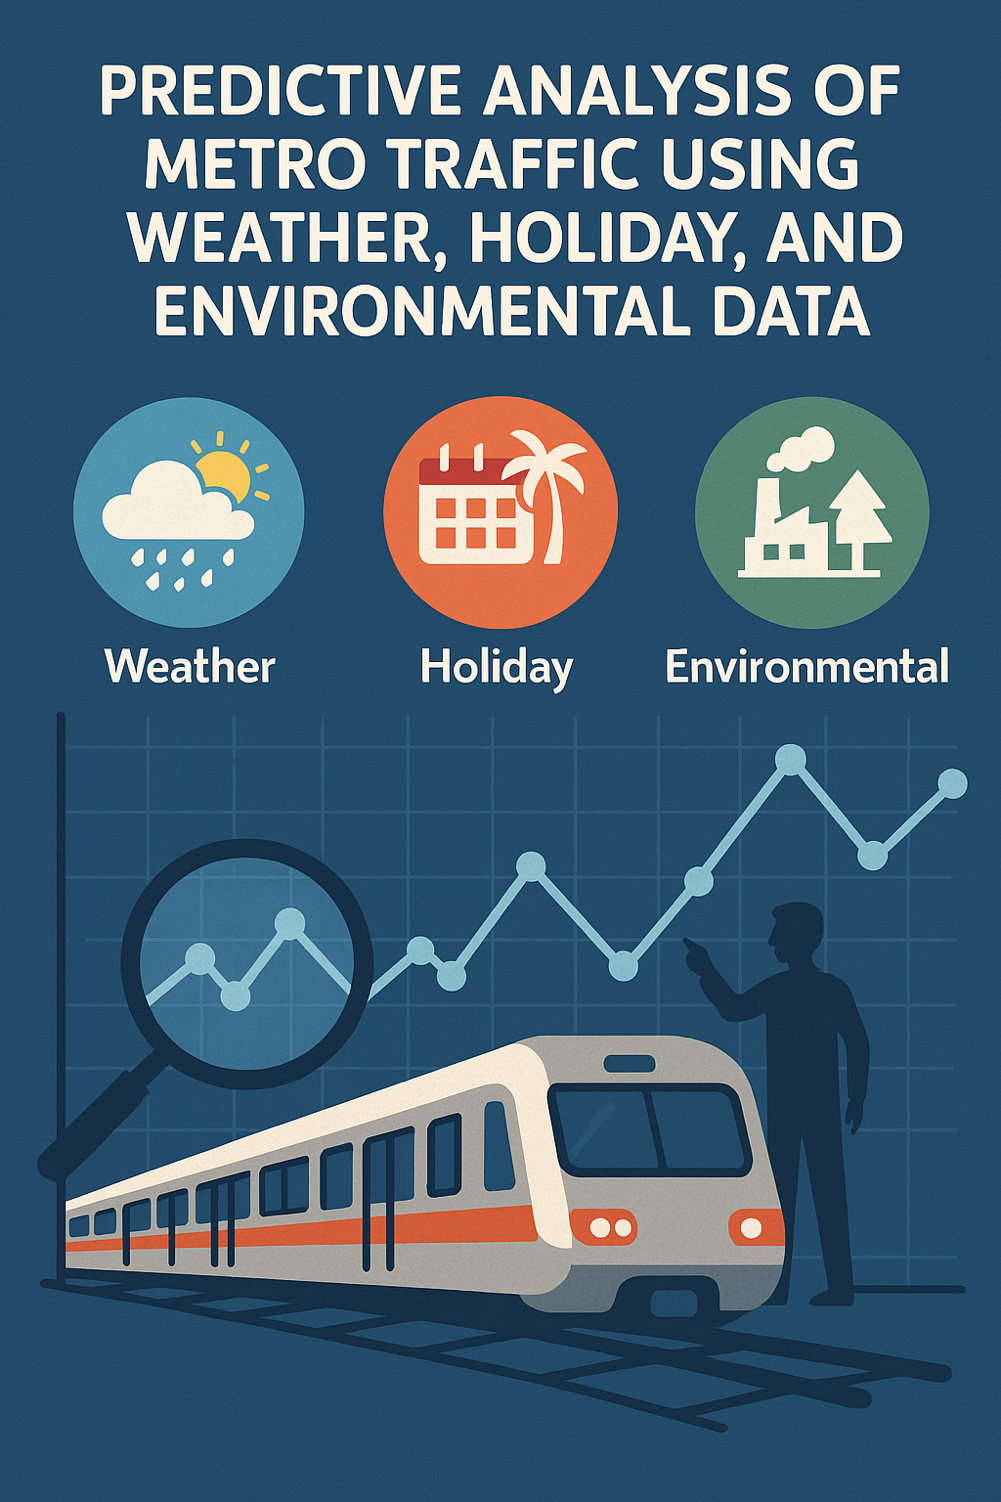 PREDICTIVE ANALYSIS OF
METRO TRAFFIC USING
WEATHER, HOLIDAY, AND
ENVIRONMENTAL DATA
Weather
Holiday
Environmental